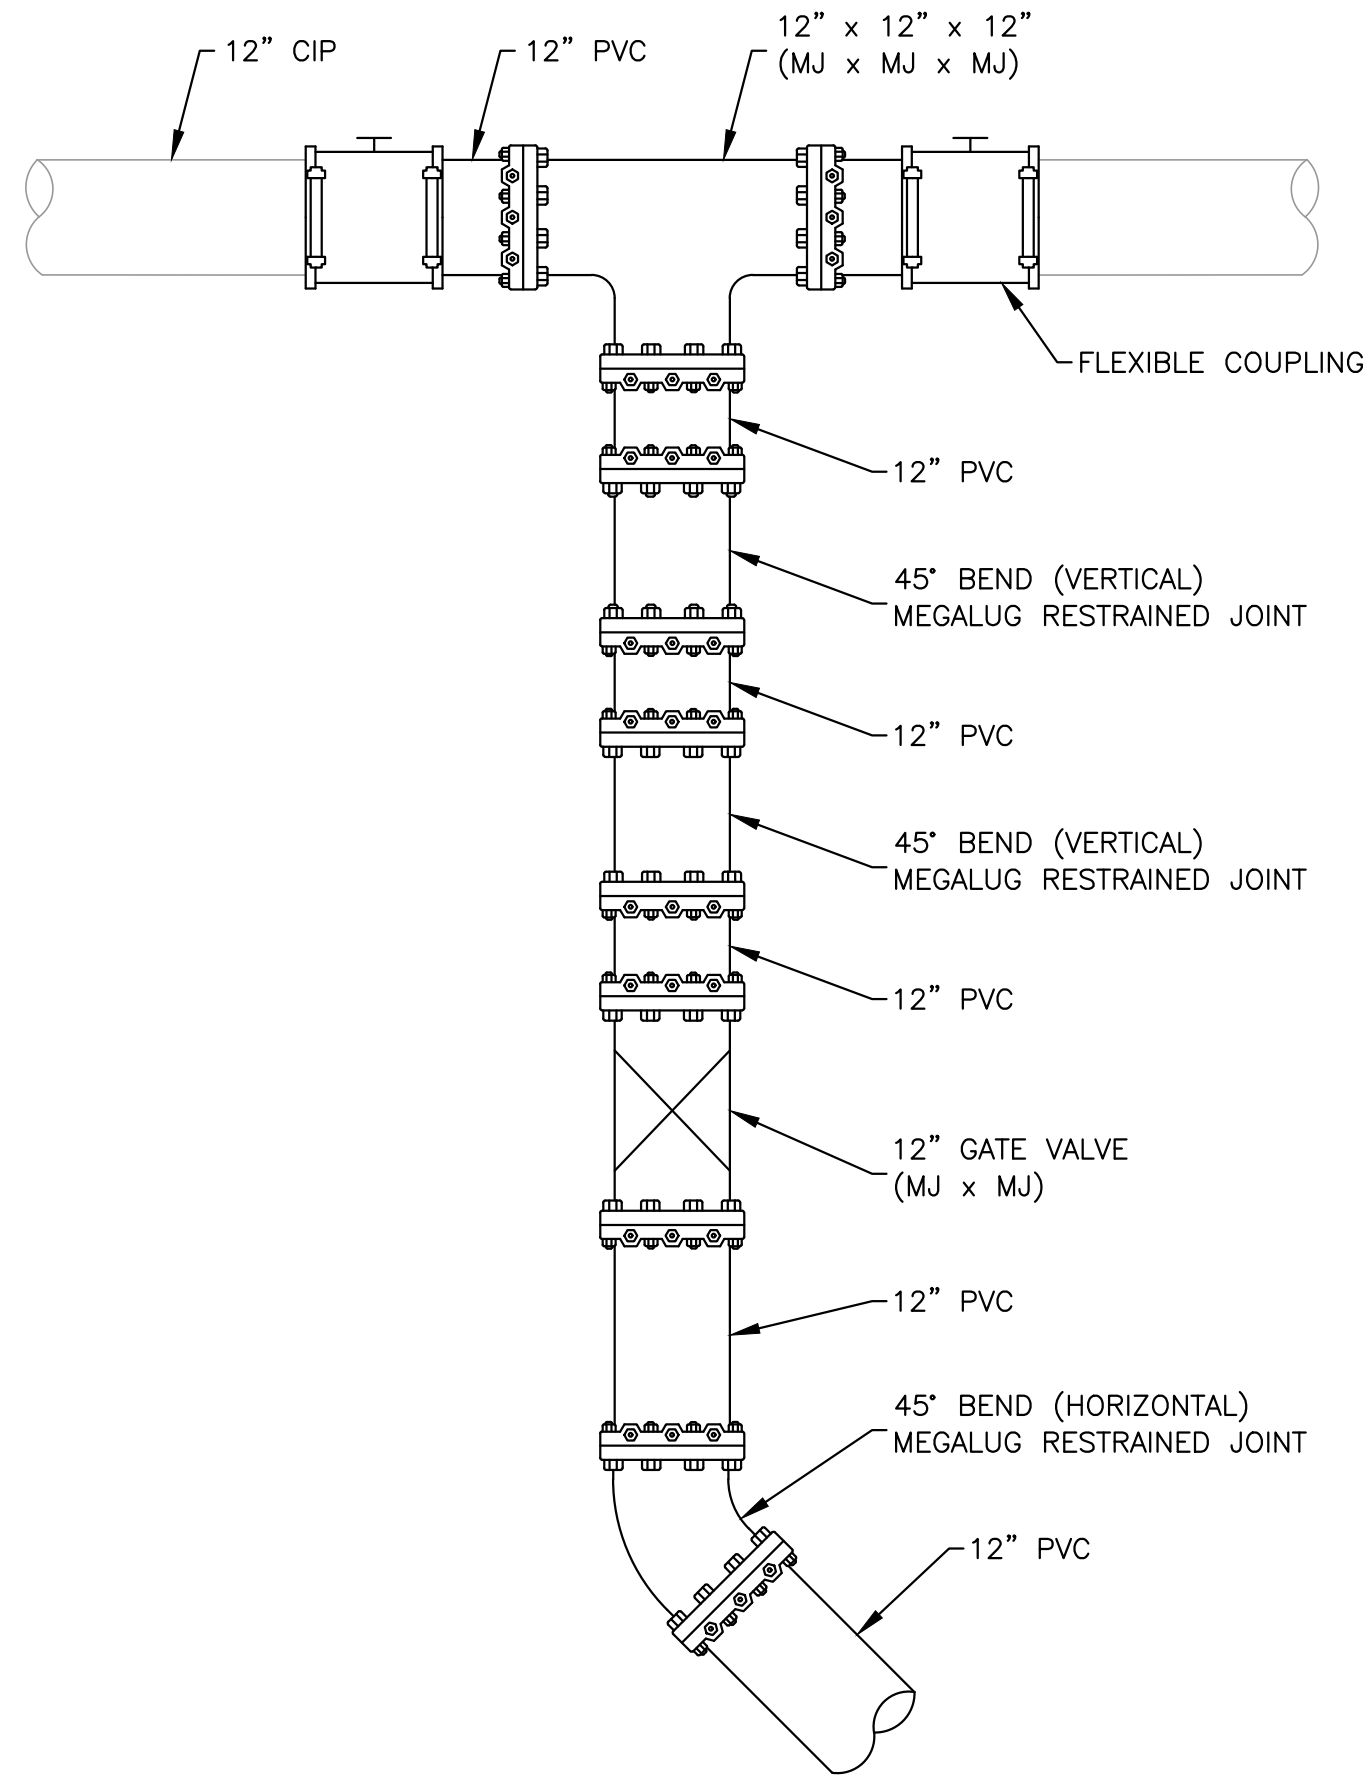 12” CIP
12” PVC
12” x 12” x 12”
(MJ x MJ x MJ)
FLEXIBLE COUPLING
12” PVC
45° BEND (VERTICAL)
MEGALUG RESTRAINED JOINT
12” PVC
45° BEND (VERTICAL)
MEGALUG RESTRAINED JOINT
12” PVC
12” GATE VALVE
(MJ x MJ)
12” PVC
45° BEND (HORIZONTAL)
MEGALUG RESTRAINED JOINT
12” PVC